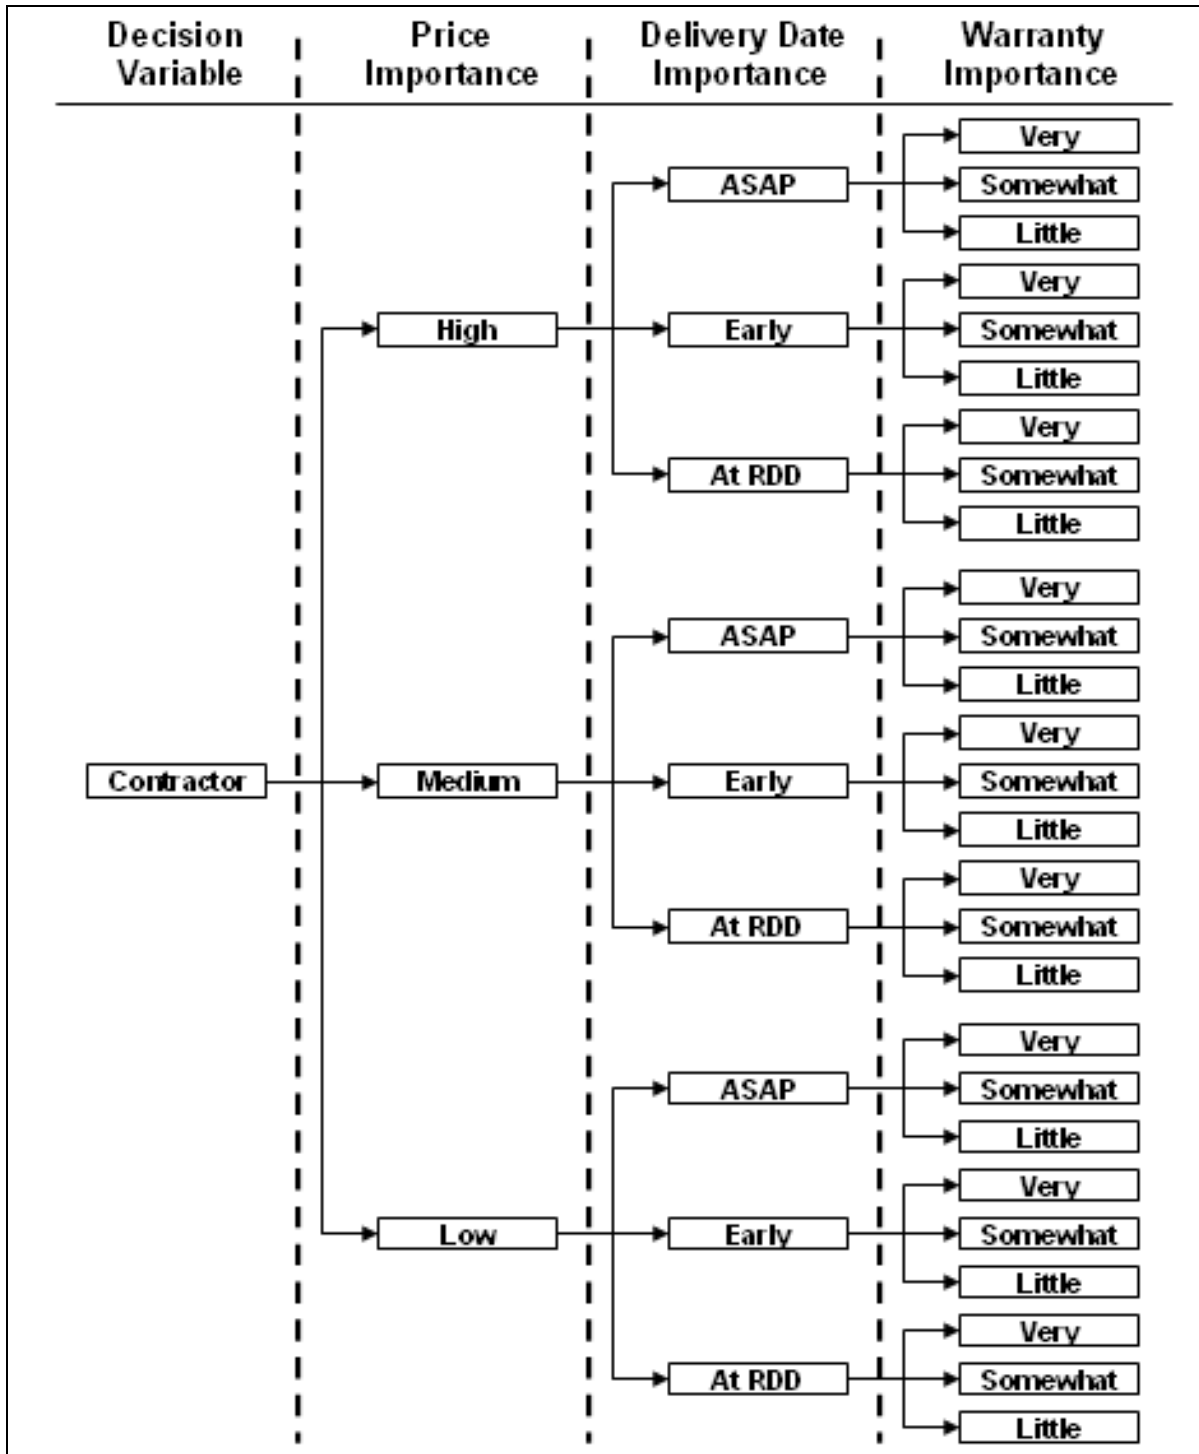 Decision Variable
Price Importance
Delivery Date Importance
Warranty Importance
Very
ASAP
Somewhat
Little
Very
High
Early
Somewhat
Little
Very
At RDD
Somewhat
Little
Very
ASAP
Somewhat
Little
Very
Contractor
Medium
Early
Somewhat
Little
Very
At RDD
Somewhat
Little
Very
ASAP
Somewhat
Little
Very
Low
Early
Somewhat
Little
Very
At RDD
Somewhat
Little